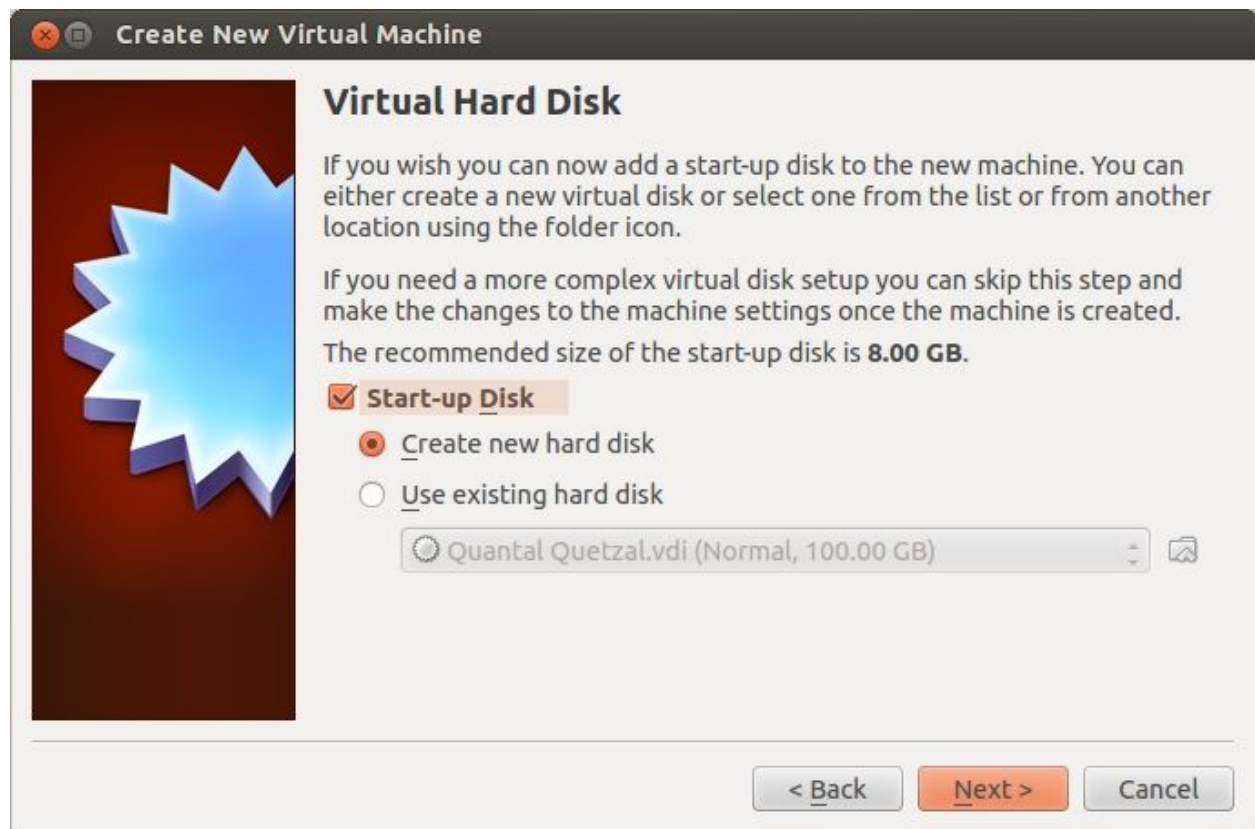 Create New Virtual Machine
Virtual Hard Disk
If you wish you can now add a start-up disk to the new machine. You can
either create a new virtual disk or select one from the list or from another
location using the folder icon.
If you need a more complex virtual disk setup you can skip this step and
make the changes to the machine settings once the machine is created.
The recommended size of the start-up disk is 8.00 GB.
Start-up Disk
Create new hard disk
Use existing hard disk
Quantal Quetzal.vdi (Normal, 100.00 GB)
< Back Next > Cancel